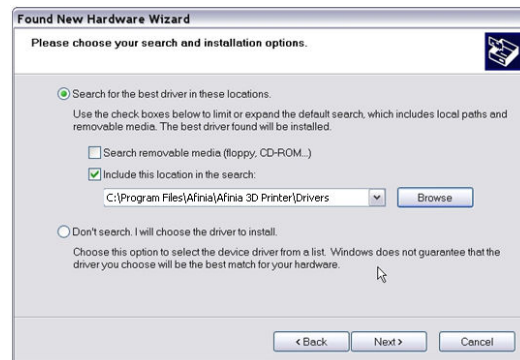 Found New Hardware Wizard
Please choose your search and installation options.
Search for the best driver in these locations.
Use the check boxes below to limit or expand the default search, which includes local paths and
removable media. The best driver found will be installed.
Search removable media (floppy, CD-ROM...)
Include this location in the search:
C:\Program Files\Afinia\Afinia 3D Printer\Drivers
Browse
Don't search. I will choose the driver to install.
Choose this option to select the device driver from a list. Windows does not guarantee that the
driver you choose will be the best match for your hardware.
< Back
Next >
Cancel